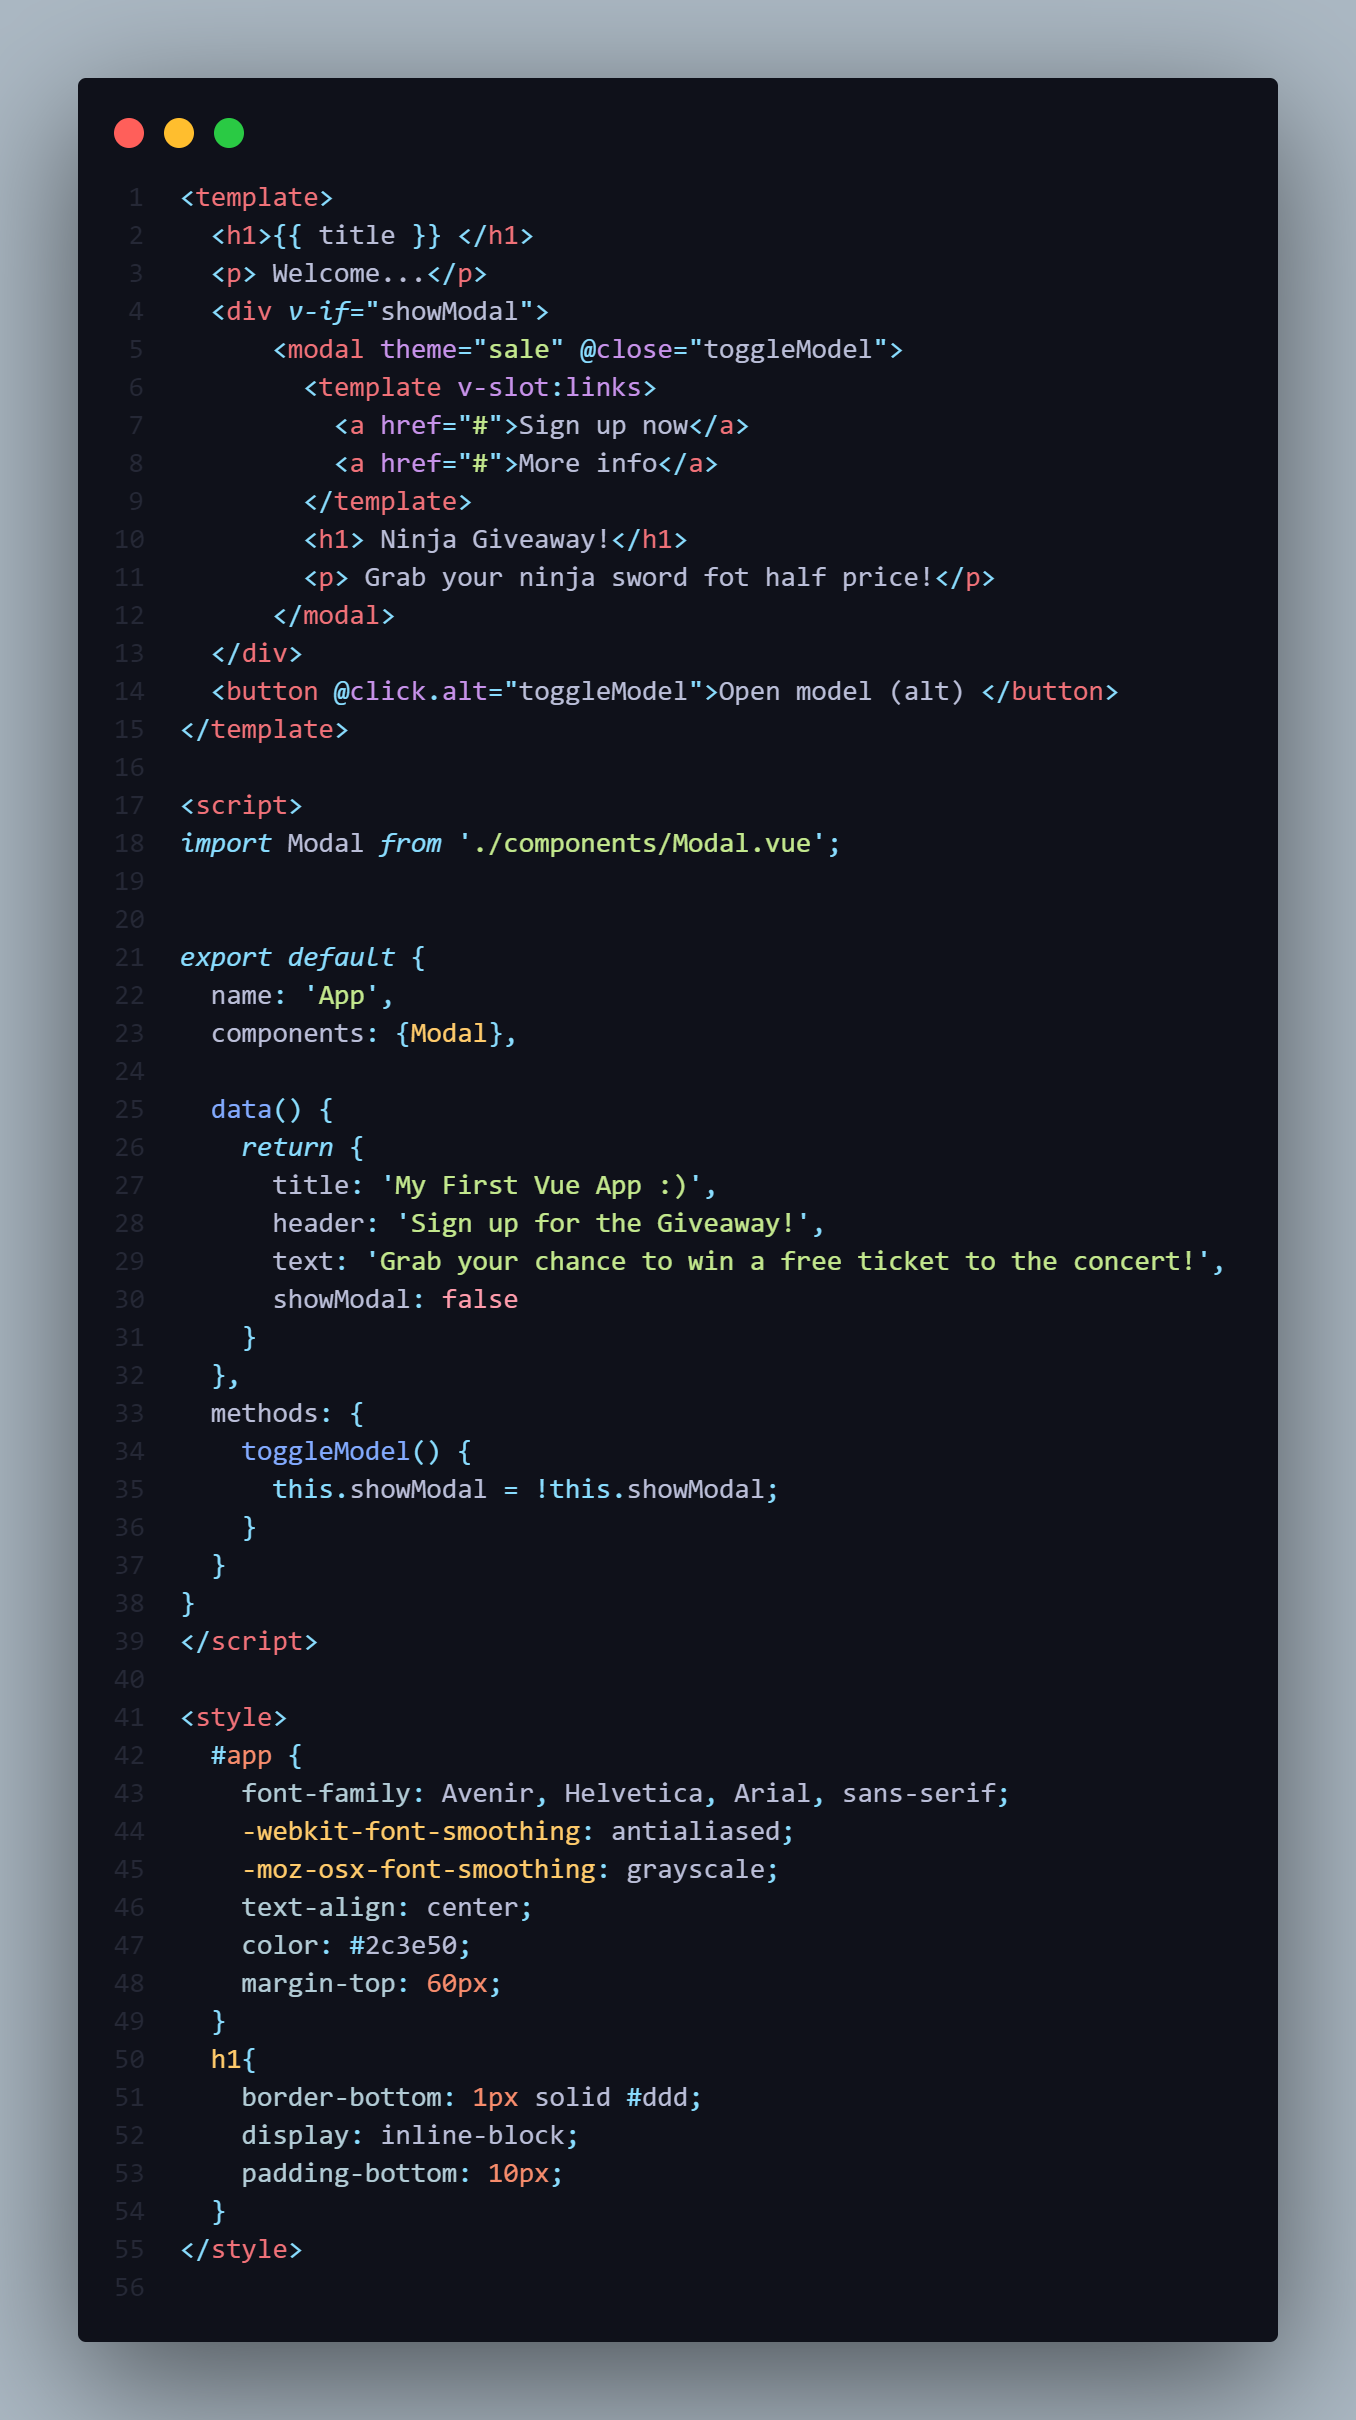 1 <template>
2   <h1>{{ title }} </h1>
3   <p> Welcome...</p>
4   <div v-if="showModal">
5       <modal theme="sale" @close="toggleModel">
6         <template v-slot:links>
7           <a href="#">Sign up now</a>
8           <a href="#">More info</a>
9         </template>
10         <h1> Ninja Giveaway!</h1>
11         <p> Grab your ninja sword fot half price!</p>
12       </modal>
13   </div>
14   <button @click.alt="toggleModel">Open model (alt) </button>
15 </template>
16
17 <script>
18 import Modal from './components/Modal.vue';
19
20
21 export default {
22   name: 'App',
23   components: {Modal},
24
25   data() {
26     return {
27       title: 'My First Vue App :)',
28       header: 'Sign up for the Giveaway!',
29       text: 'Grab your chance to win a free ticket to the concert!',
30       showModal: false
31     }
32   },
33   methods: {
34     toggleModel() {
35       this.showModal = !this.showModal;
36     }
37   }
38 }
39 </script>
40
41 <style>
42   #app {
43     font-family: Avenir, Helvetica, Arial, sans-serif;
44     -webkit-font-smoothing: antialiased;
45     -moz-osx-font-smoothing: grayscale;
46     text-align: center;
47     color: #2c3e50;
48     margin-top: 60px;
49   }
50   h1{
51     border-bottom: 1px solid #ddd;
52     display: inline-block;
53     padding-bottom: 10px;
54   }
55 </style>
56